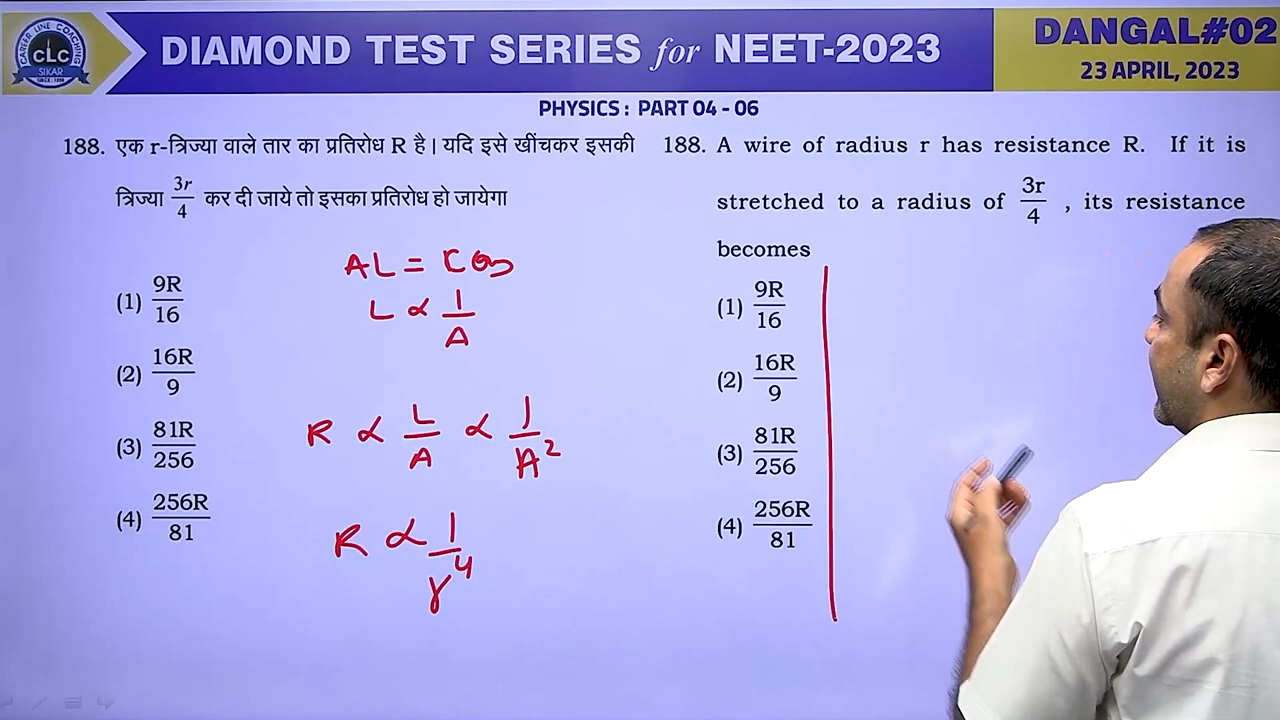 CAREER LINE COACHING
CLC
SIKAR
DIAMOND TEST SERIES for NEET-2023
DANGAL#02
23 APRIL, 2023
PHYSICS : PART 04 - 06
188. एक r-त्रिज्या वाले तार का प्रतिरोध R है। यदि इसे खींचकर इसकी
त्रिज्या 3r/4 कर दी जाये तो इसका प्रतिरोध हो जायेगा
(1) 9R/16
(2) 16R/9
(3) 81R/256
(4) 256R/81
AL = Cons
L ∝ 1/A
R ∝ L/A ∝ 1/A²
R ∝ 1/r⁴
188. A wire of radius r has resistance R. If it is
stretched to a radius of 3r/4 , its resistance
becomes
(1) 9R/16
(2) 16R/9
(3) 81R/256
(4) 256R/81